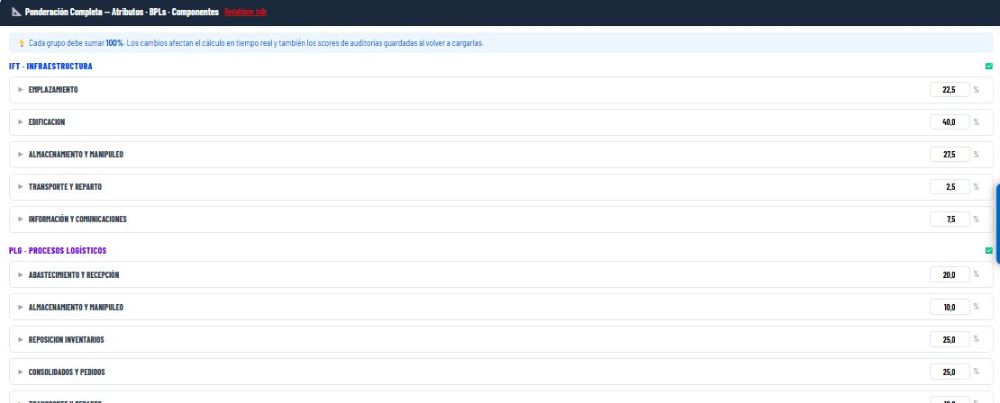 Ponderación Completa — Atributos · BPLs · Componentes Restablecer todo
Cada grupo debe sumar 100%. Los cambios afectan el cálculo en tiempo real y también los scores de auditorías guardadas al volver a cargarlas.
IFT · INFRAESTRUCTURA
EMPLAZAMIENTO 22,5 %
EDIFICACION 40,0 %
ALMACENAMIENTO Y MANIPULEO 27,5 %
TRANSPORTE Y REPARTO 2,5 %
INFORMACIÓN Y COMUNICACIONES 7,5 %
PLG · PROCESOS LOGÍSTICOS
ABASTECIMIENTO Y RECEPCIÓN 20,0 %
ALMACENAMIENTO Y MANIPULEO 10,0 %
REPOSICION INVENTARIOS 25,0 %
CONSOLIDADOS Y PEDIDOS 25,0 %
TRANSPORTE Y REPARTO